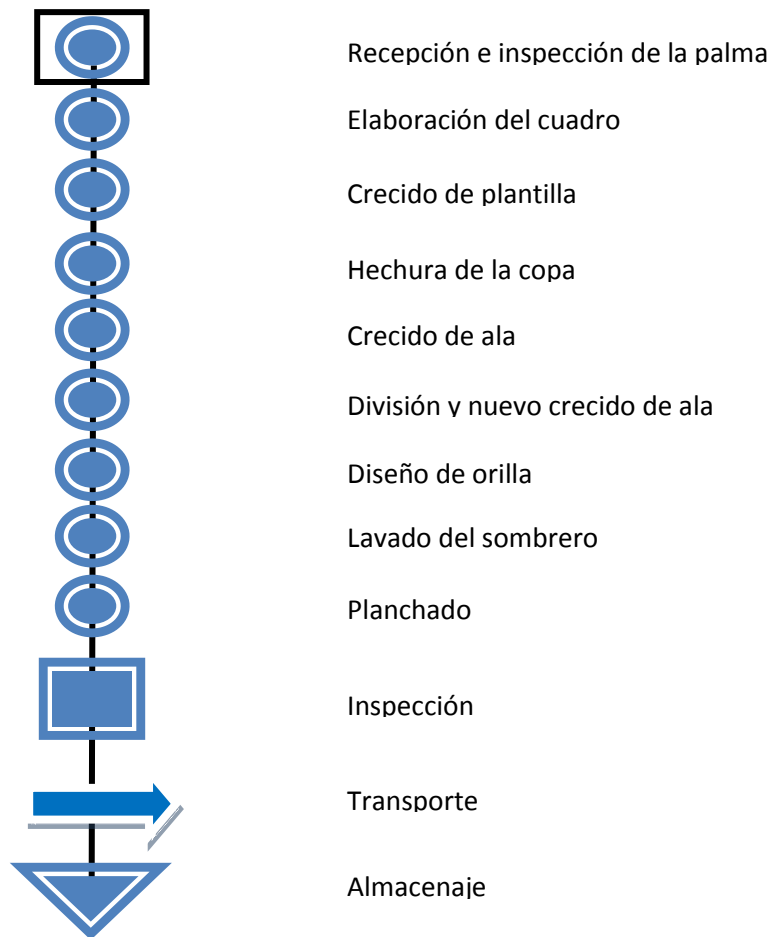 Recepción e inspección de la palma
Elaboración del cuadro
Crecido de plantilla
Hechura de la copa
Crecido de ala
División y nuevo crecido de ala
Diseño de orilla
Lavado del sombrero
Planchado
Inspección
Transporte
Almacenaje